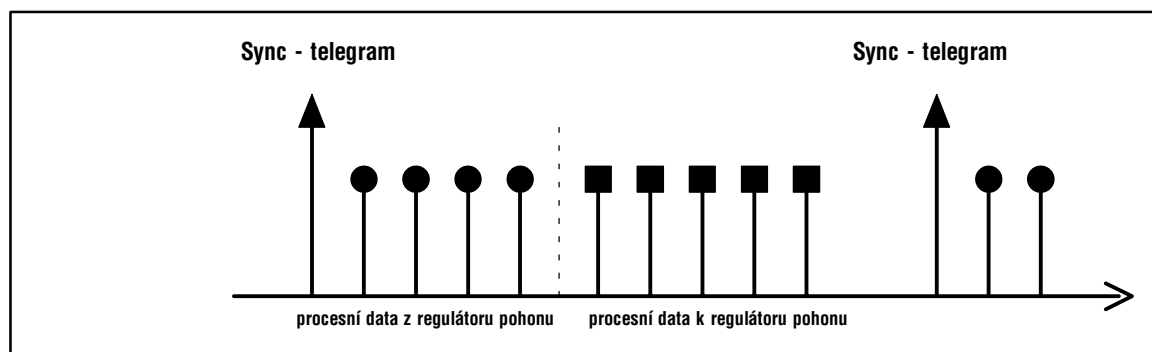 Sync - telegram
Sync - telegram
procesní data z regulátoru pohonu
procesní data k regulátoru pohonu